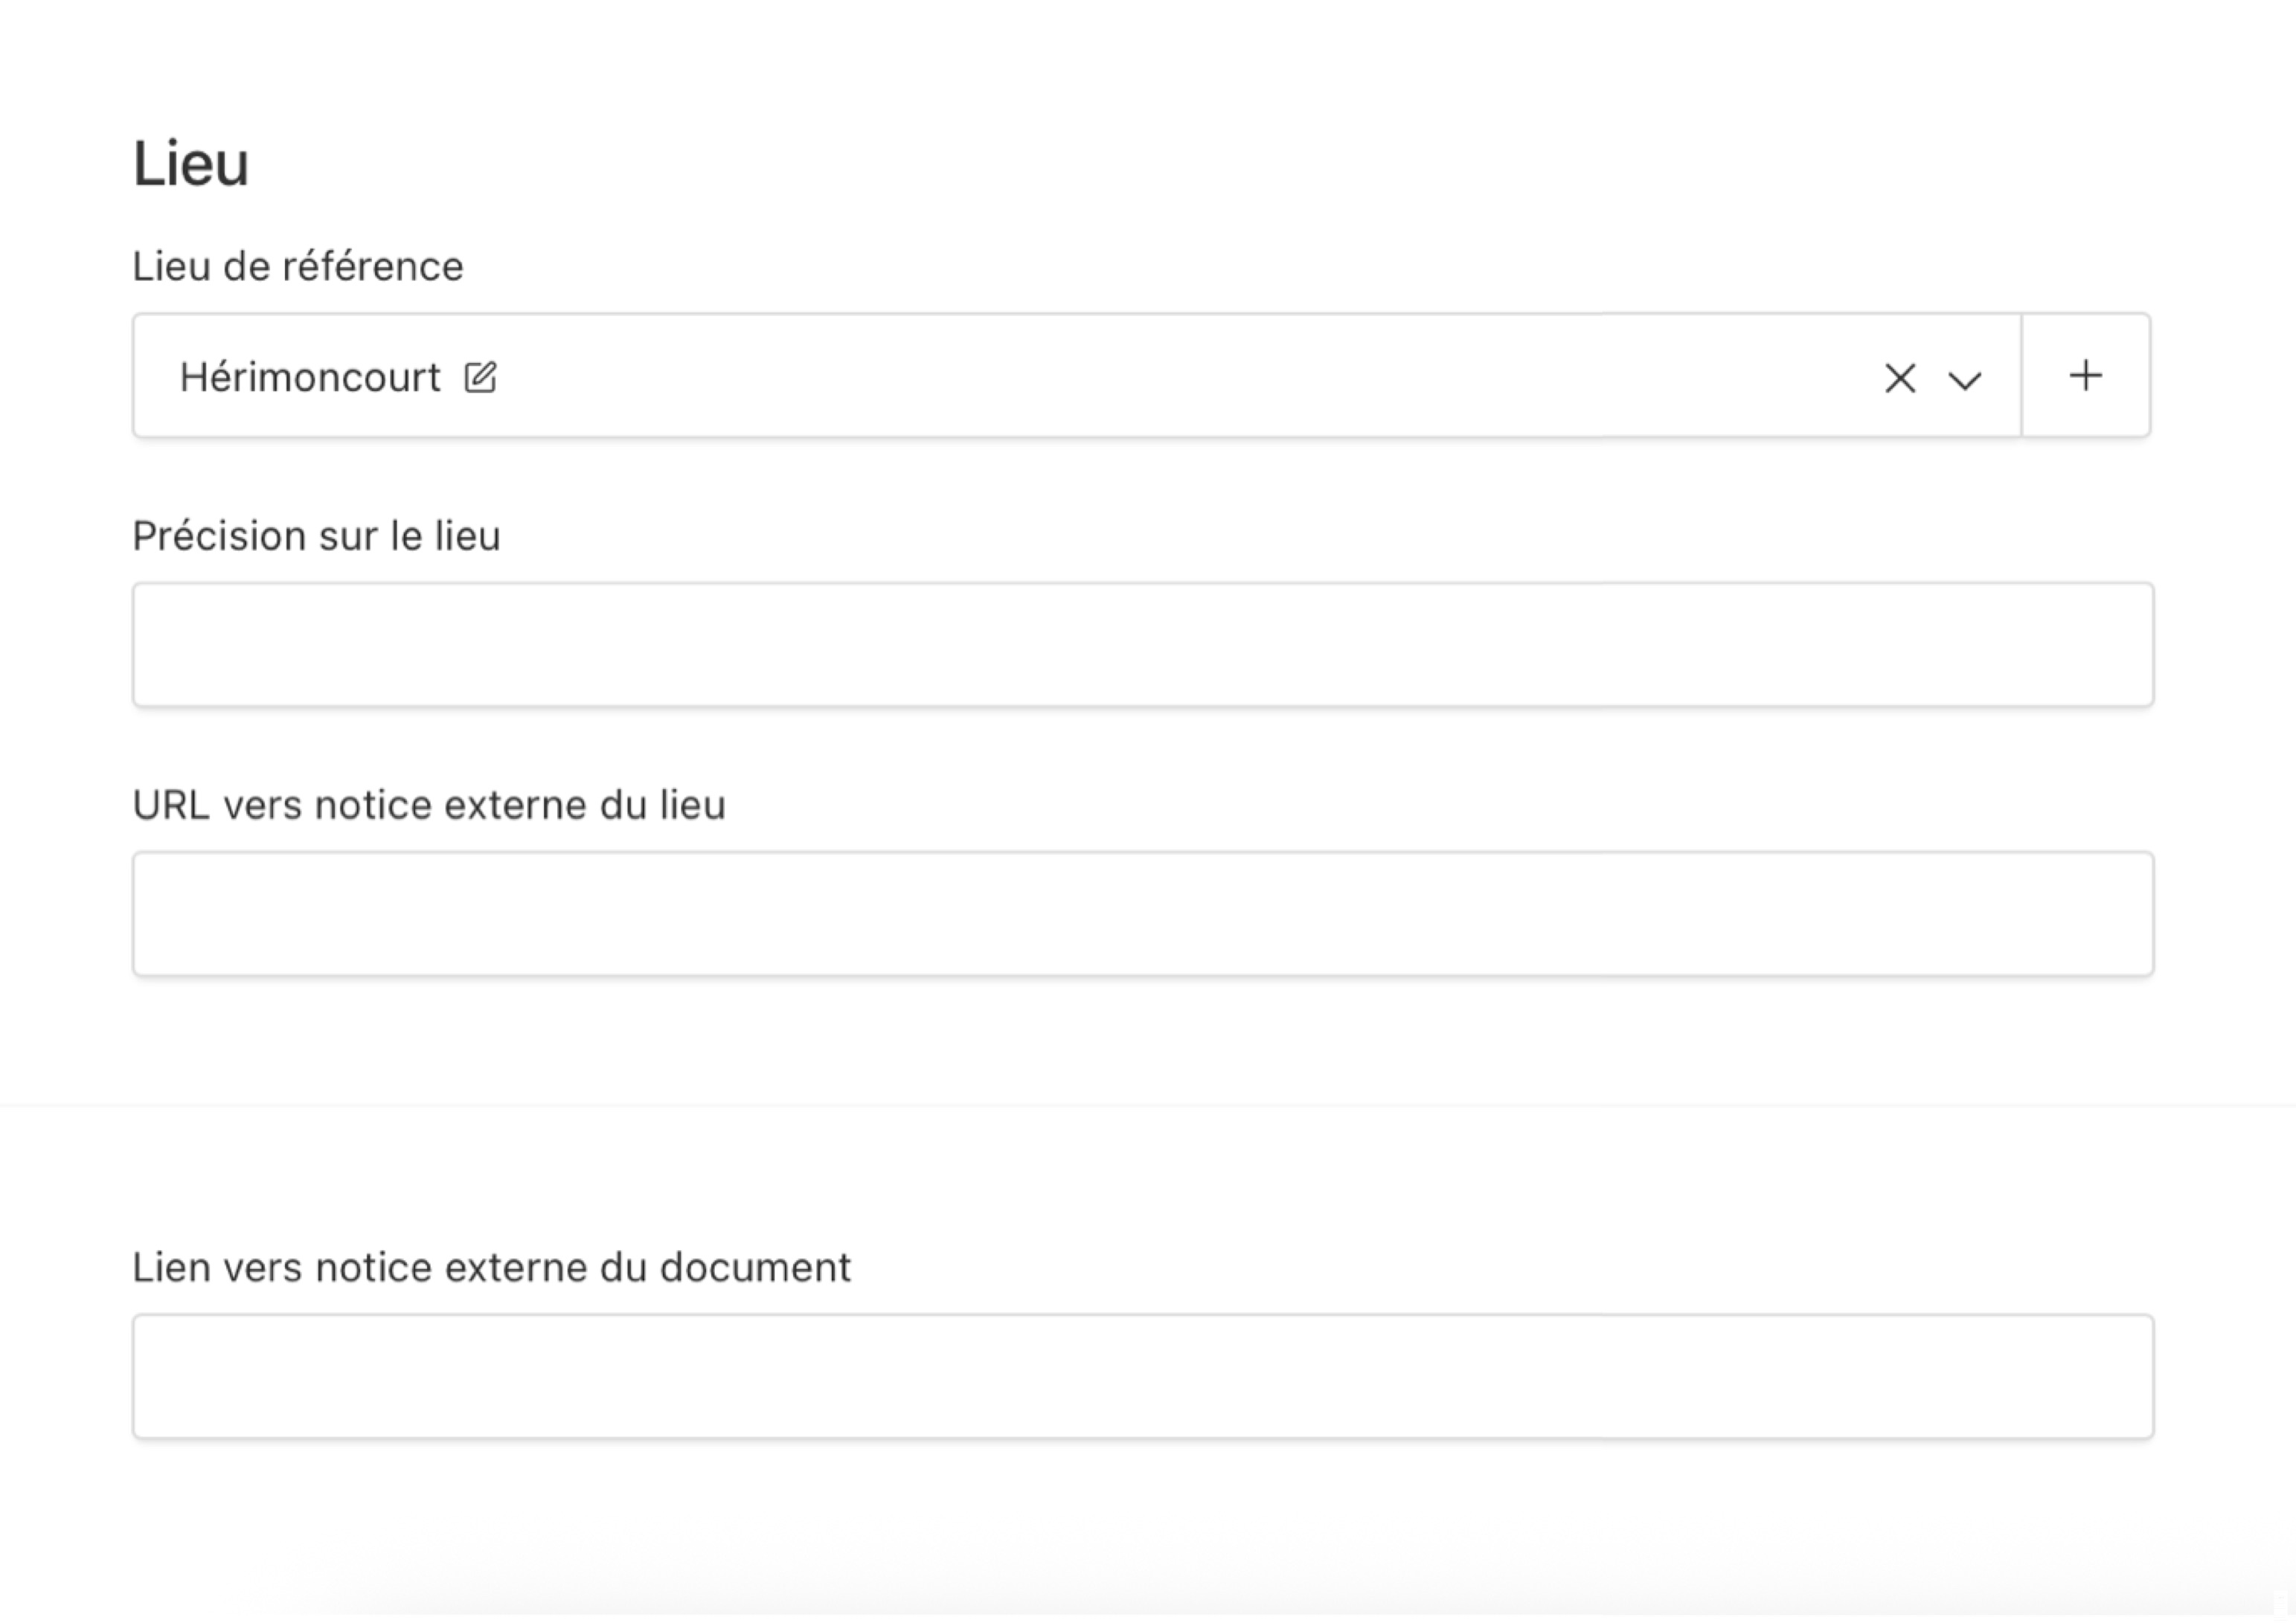 Lieu
Lieu de référence
Hérimoncourt
Précision sur le lieu
URL vers notice externe du lieu
Lien vers notice externe du document